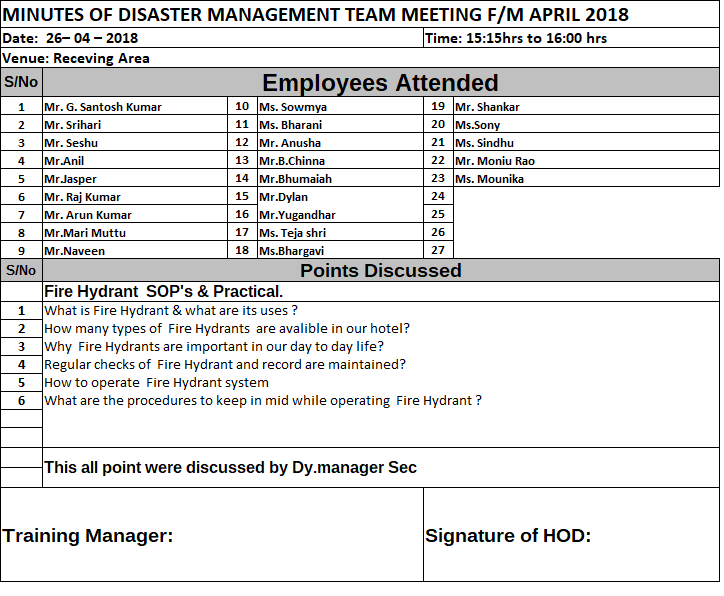 MINUTES OF DISASTER MANAGEMENT TEAM MEETING F/M APRIL 2018
Date:  26– 04 – 2018 Time: 15:15hrs to 16:00 hrs
Venue: Receving Area
S/No Employees Attended
1 Mr. G. Santosh Kumar 10 Ms. Sowmya 19 Mr. Shankar
2 Mr. Srihari 11 Ms. Bharani 20 Ms.Sony
3 Mr. Seshu 12 Mr. Anusha 21 Ms. Sindhu
4 Mr.Anil 13 Mr.B.Chinna 22 Mr. Moniu Rao
5 Mr.Jasper 14 Mr.Bhumaiah 23 Ms. Mounika
6 Mr. Raj Kumar 15 Mr.Dylan 24
7 Mr. Arun Kumar 16 Mr.Yugandhar 25
8 Mr.Mari Muttu 17 Ms. Teja shri 26
9 Mr.Naveen 18 Ms.Bhargavi 27
S/No Points Discussed
Fire Hydrant  SOP's & Practical.
1 What is Fire Hydrant & what are its uses ?
2 How many types of  Fire Hydrants  are avalible in our hotel?
3 Why  Fire Hydrants are important in our day to day life?
4 Regular checks of  Fire Hydrant and record are maintained?
5 How to operate  Fire Hydrant system
6 What are the procedures to keep in mid while operating  Fire Hydrant ?
This all point were discussed by Dy.manager Sec
Training Manager: Signature of HOD: